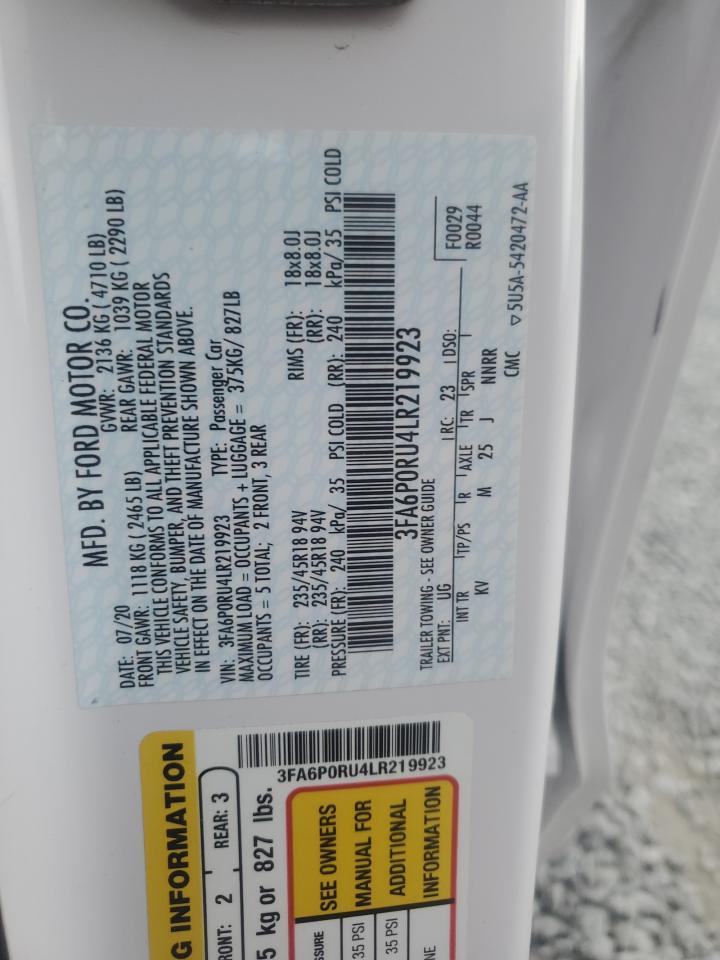 MFD. BY FORD MOTOR CO.
DATE: 07/20 GVWR: 2136 KG ( 4710 LB)
FRONT GAWR: 1118 KG ( 2465 LB) REAR GAWR: 1039 KG ( 2290 LB)
THIS VEHICLE CONFORMS TO ALL APPLICABLE FEDERAL MOTOR
VEHICLE SAFETY, BUMPER, AND THEFT PREVENTION STANDARDS
IN EFFECT ON THE DATE OF MANUFACTURE SHOWN ABOVE.
VIN: 3FA6P0RU4LR219923 TYPE: Passenger Car
MAXIMUM LOAD = OCCUPANTS + LUGGAGE = 375KG/ 827LB
OCCUPANTS = 5 TOTAL; 2 FRONT, 3 REAR
TIRE (FR): 235/45R18 94V RIMS (FR): 18x8.0J
(RR): 235/45R18 94V (RR): 18x8.0J
PRESSURE (FR): 240 kPa/ 35 PSI COLD (RR): 240 kPa/ 35 PSI COLD
3FA6P0RU4LR219923
TRAILER TOWING - SEE OWNER GUIDE
F0029
R0044
EXT PNT: UG RC: 23 DSO:
INT TR TP/PS R AXLE TR SPR
KV M 25 J NNRR
CMC ▽5U5A-5420472-AA
G INFORMATION
RONT: 2 REAR: 3
5 kg or 827 lbs.
3FA6P0RU4LR219923
SSURE
35 PSI
35 PSI
NE
SEE OWNERS
MANUAL FOR
ADDITIONAL
INFORMATION